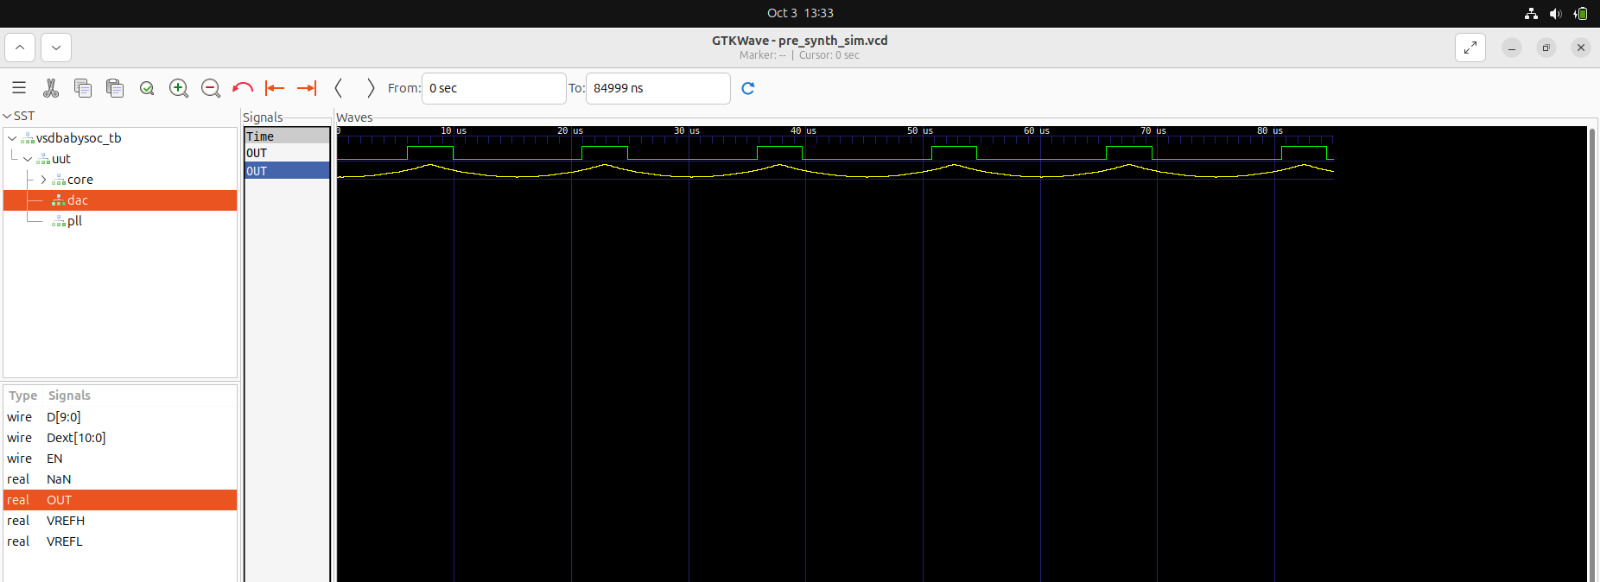 Oct 3 13:33
GTKWave - pre_synth_sim.vcd
Marker: -- | Cursor: 0 sec
From: 0 sec To: 84999 ns
SST
vsdbabysoc_tb
uut
core
dac
pll
Type Signals
wire D[9:0]
wire Dext[10:0]
wire EN
real NaN
real OUT
real VREFH
real VREFL
Signals
Time
OUT
OUT
Waves
0 10 us 20 us 30 us 40 us 50 us 60 us 70 us 80 us